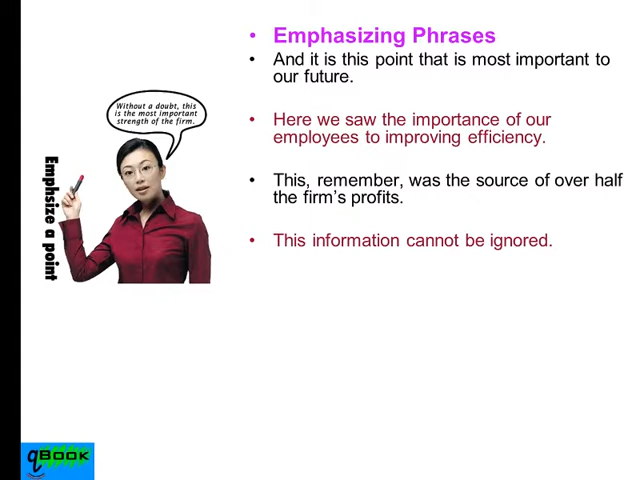 • Emphasizing Phrases
• And it is this point that is most important to
our future.
• Here we saw the importance of our
employees to improving efficiency.
• This, remember, was the source of over half
the firm's profits.
• This information cannot be ignored.
Without a doubt, this
is the most important
strength of the firm.
Emphsize a point
qBOOK